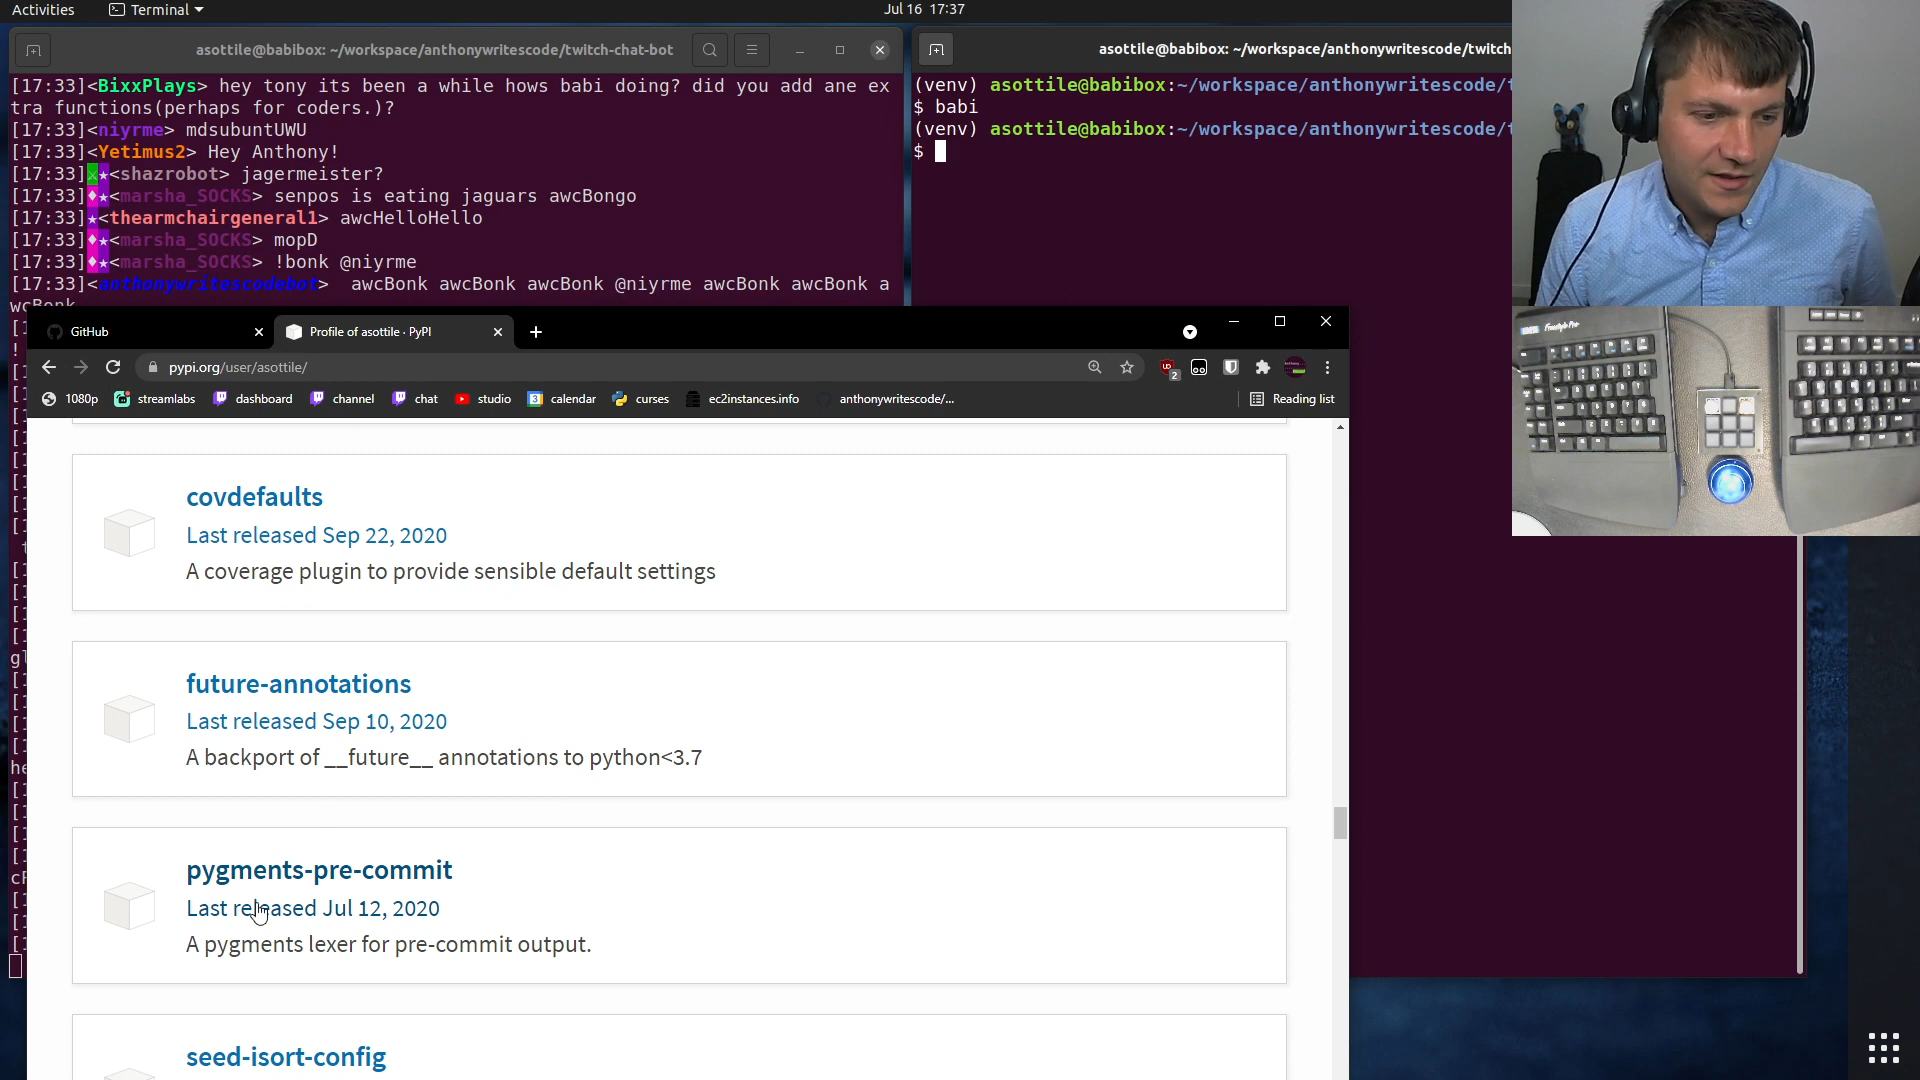 Activities
Terminal
Jul 16 17:37
asottile@babibox: ~/workspace/anthonywritescode/twitch-chat-bot
asottile@babibox: ~/workspace/anthonywritescode/twitch
[17:33]<BixxPlays> hey tony its been a while hows babi doing? did you add ane ex
tra functions(perhaps for coders.)?
[17:33]<niyrme> mdsubuntUWU
[17:33]<Yetimus2> Hey Anthony!
[17:33]⚔★<shazrobot> jagermeister?
[17:33]♦★<marsha_SOCKS> senpos is eating jaguars awcBongo
[17:33]★<thearmchairgeneral1> awcHelloHello
[17:33]♦★<marsha_SOCKS> mopD
[17:33]♦★<marsha_SOCKS> !bonk @niyrme
[17:33]<anthonywritescodebot> awcBonk awcBonk awcBonk @niyrme awcBonk awcBonk a
wcBonk
(venv) asottile@babibox:~/workspace/anthonywritescode/t
$ babi
(venv) asottile@babibox:~/workspace/anthonywritescode/t
$
GitHub
Profile of asottile · PyPI
pypi.org/user/asottile/
1080p
streamlabs
dashboard
channel
chat
studio
calendar
curses
ec2instances.info
anthonywritescode/...
Reading list
covdefaults
Last released Sep 22, 2020
A coverage plugin to provide sensible default settings
future-annotations
Last released Sep 10, 2020
A backport of __future__ annotations to python<3.7
pygments-pre-commit
Last released Jul 12, 2020
A pygments lexer for pre-commit output.
seed-isort-config